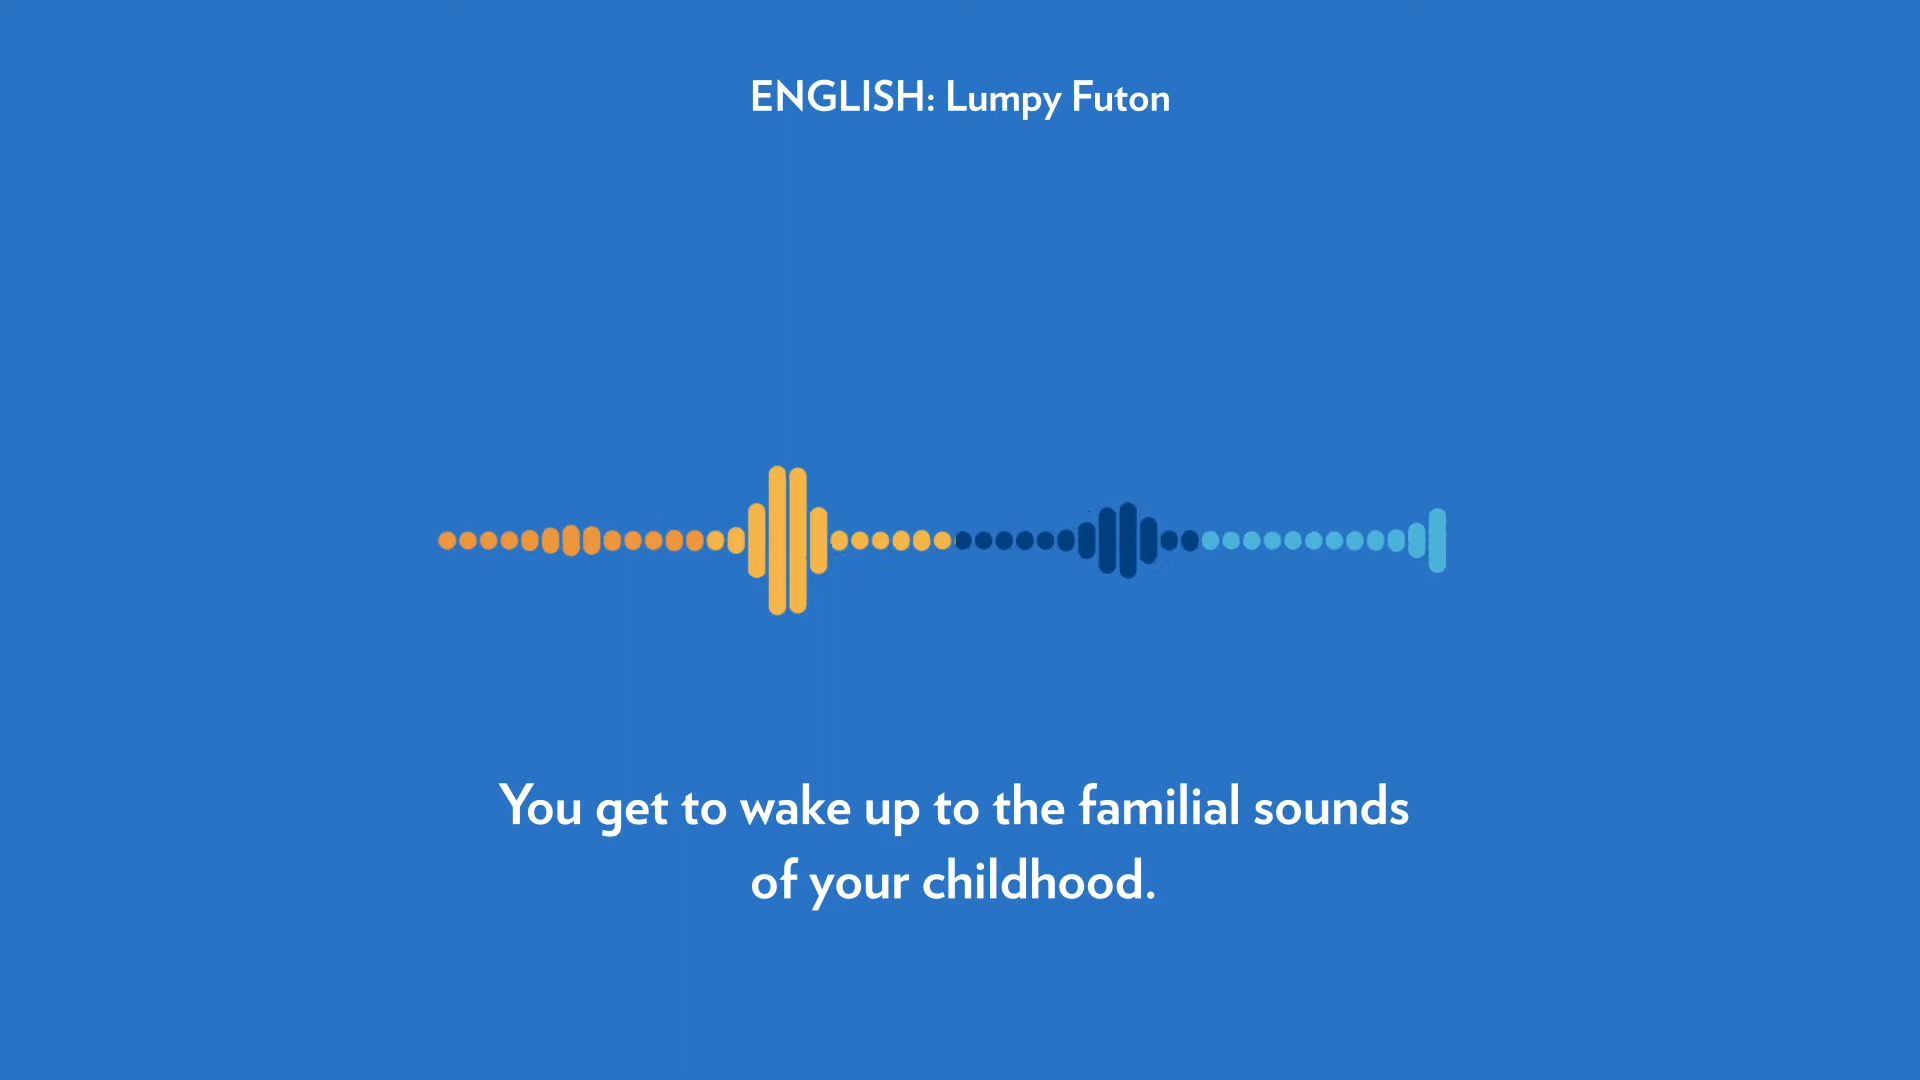 ENGLISH: Lumpy Futon
You get to wake up to the familial sounds
of your childhood.